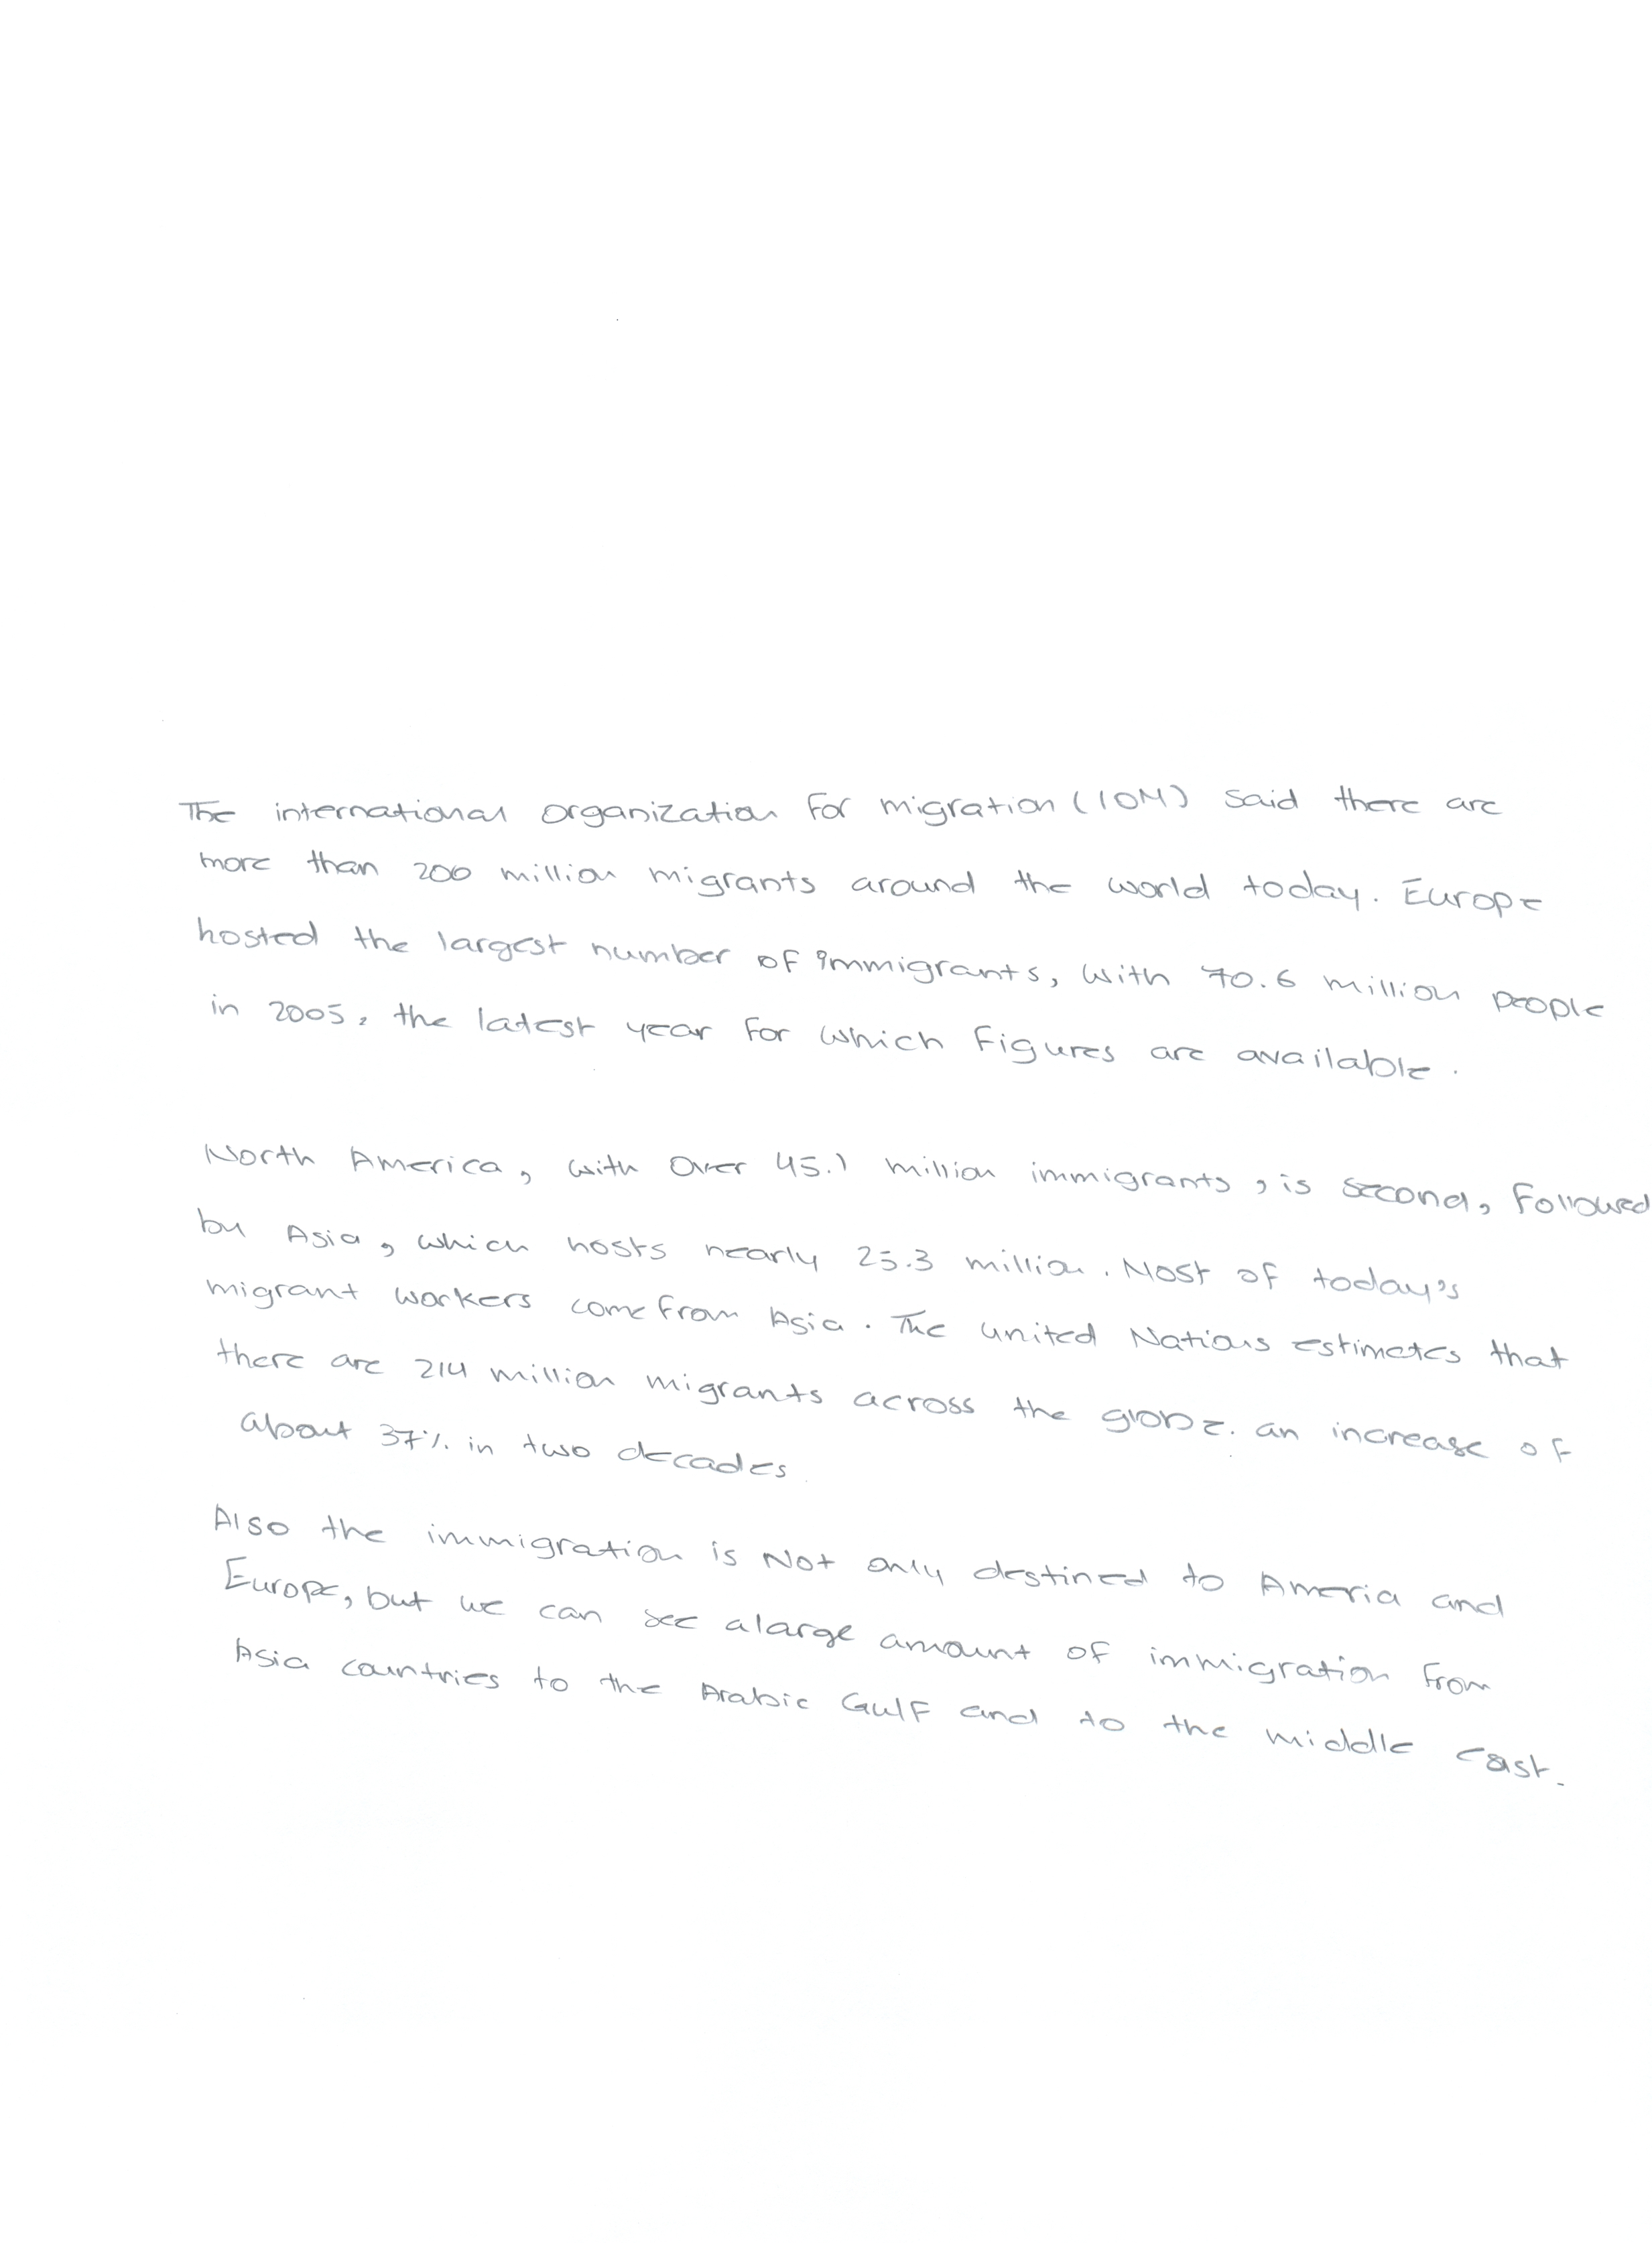 The international organization for migration (IOM) said there are
more than 200 million migrants around the world today. Europe
hosted the largest number of immigrants, with 70.6 million people
in 2005, the latest year for which figures are available.
North America, with over 45.1 million immigrants, is second, followed
by Asia, which hosts nearly 25.3 million. Most of today's
migrant workers come from Asia. The united Nations estimates that
there are 214 million migrants across the globe. an increase of
about 37% in two decades.
Also the immigration is Not only destined to Ameria and
Europe, but we can see alarge amount of immigration from
Asia countries to the Arabic Gulf and to the middle east.